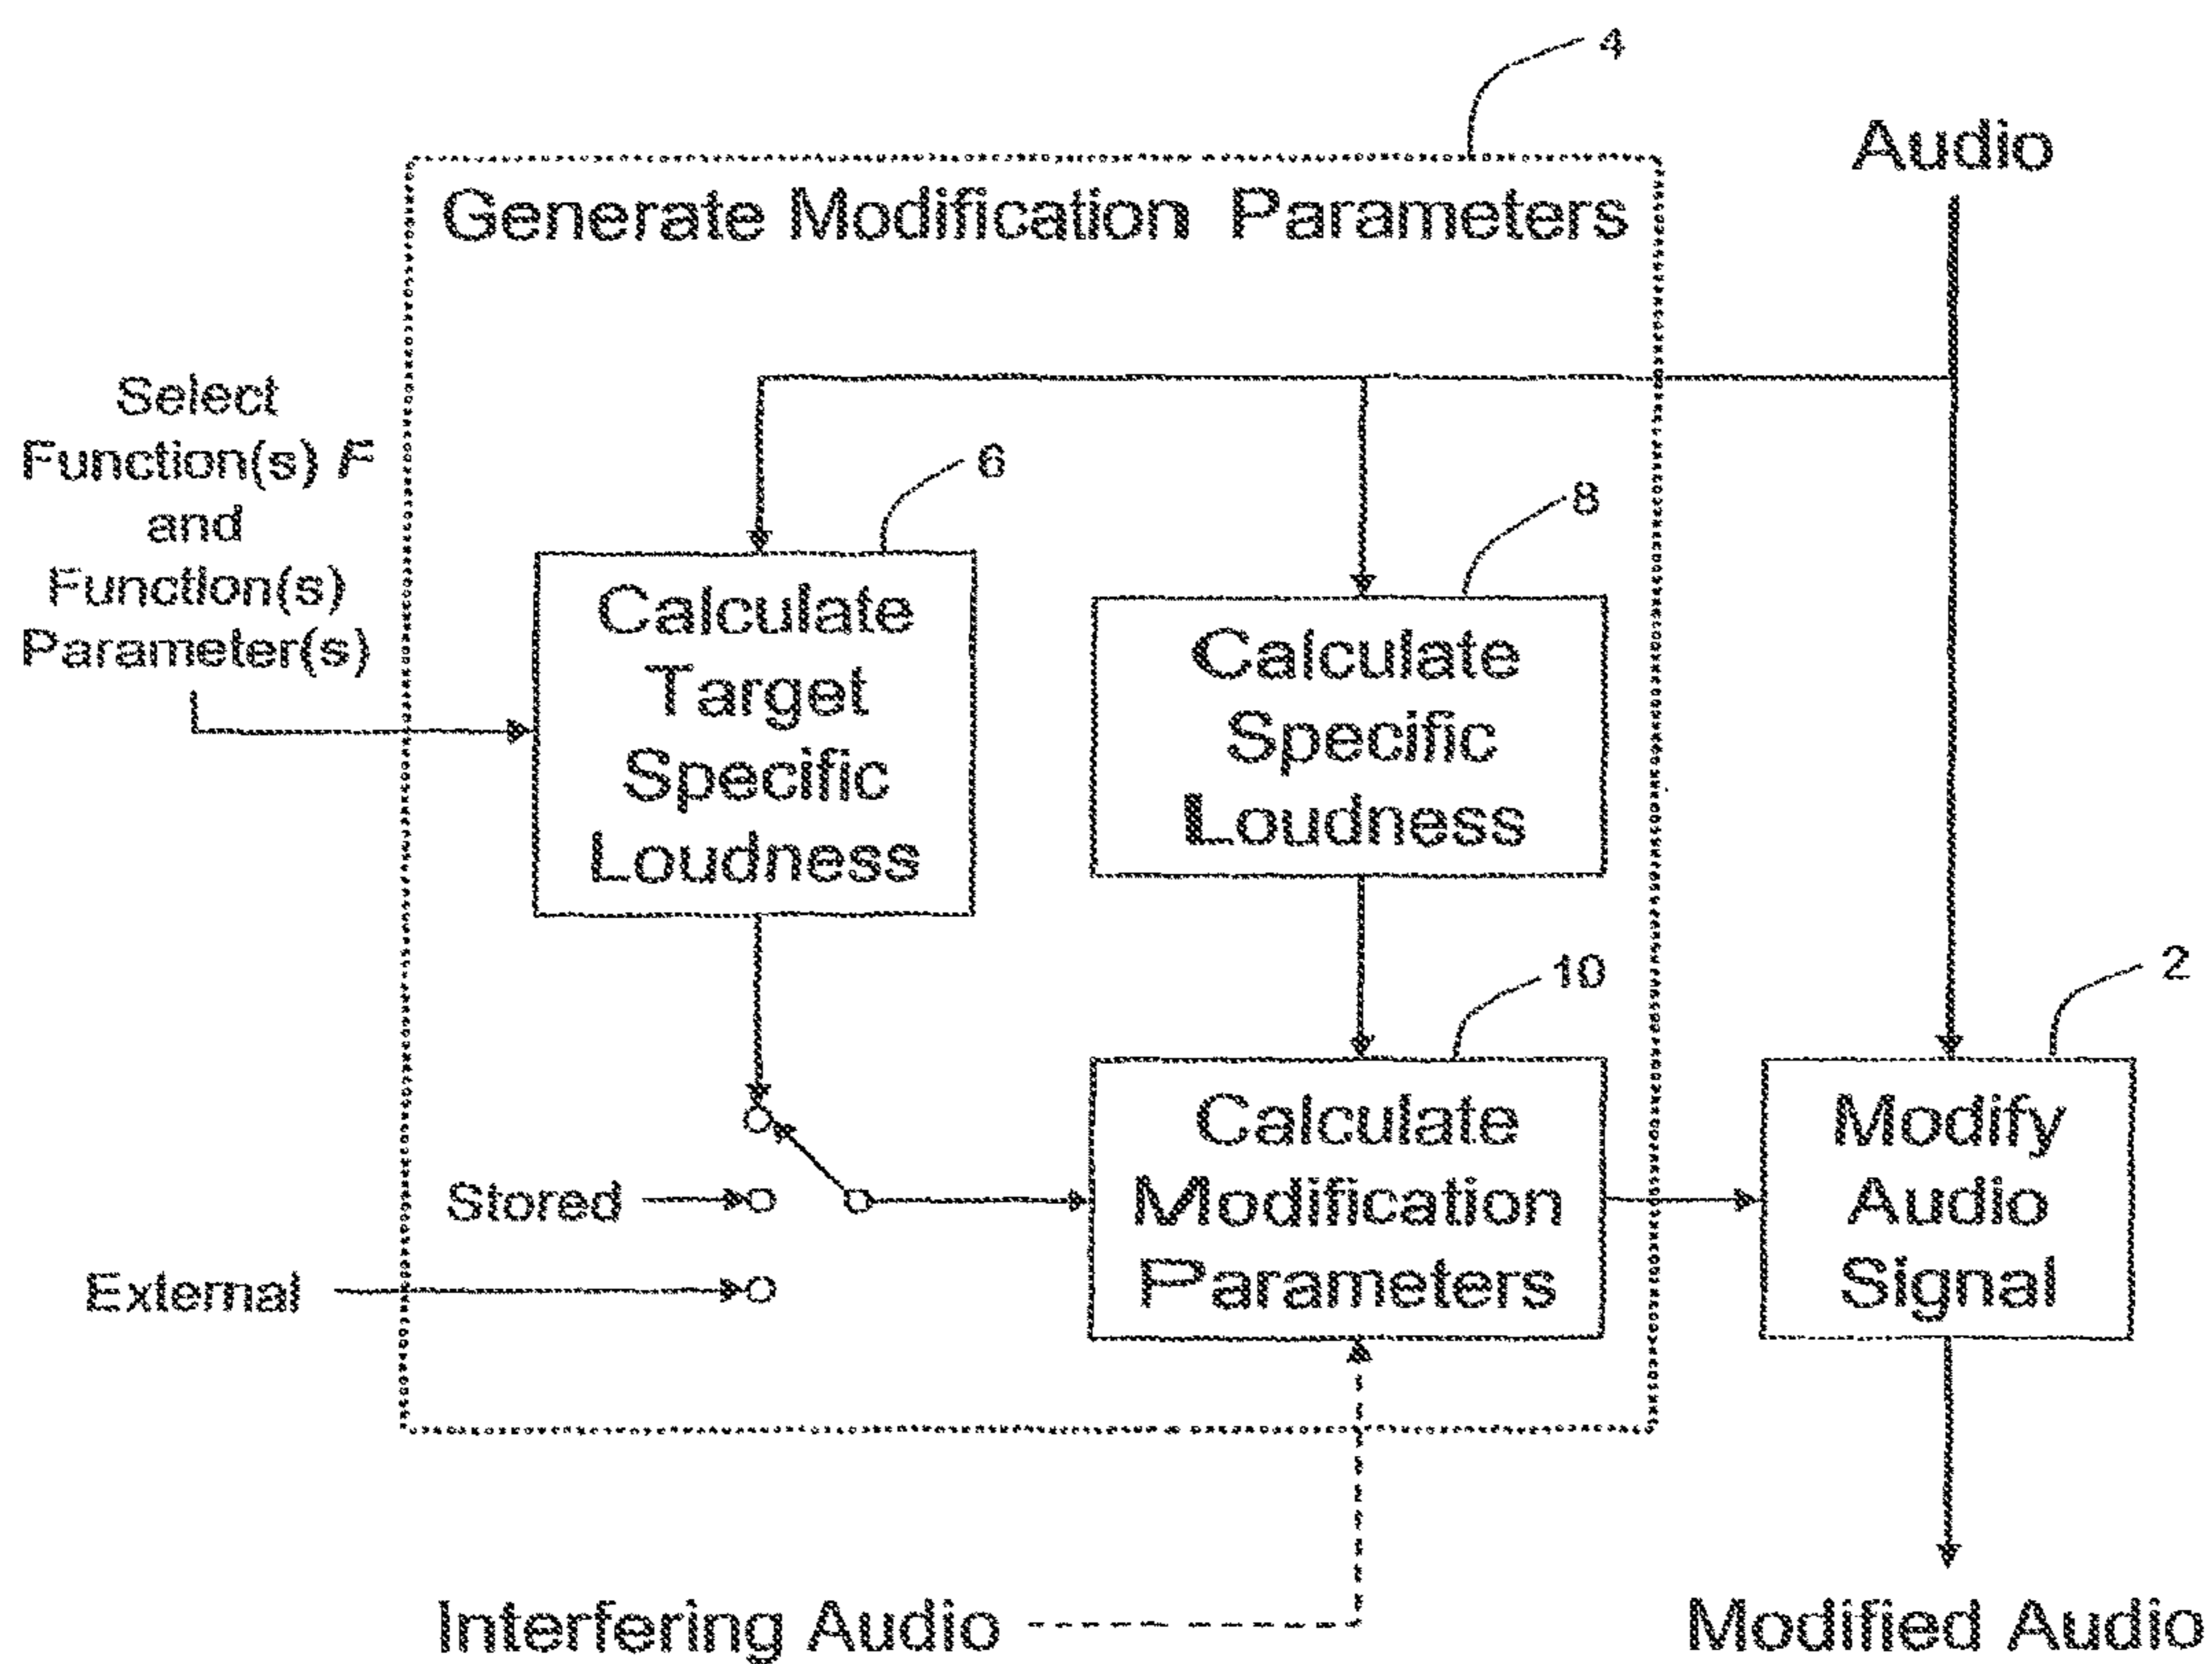 4
Audio
Generate Modification Parameters
Select
Function(s) F
and
Function(s)
Parameter(s)
6
8
Calculate
Target
Specific
Loudness
Calculate
Specific
Loudness
10
2
Calculate
Modification
Parameters
Modify
Audio
Signal
Stored
External
Interfering Audio
Modified Audio